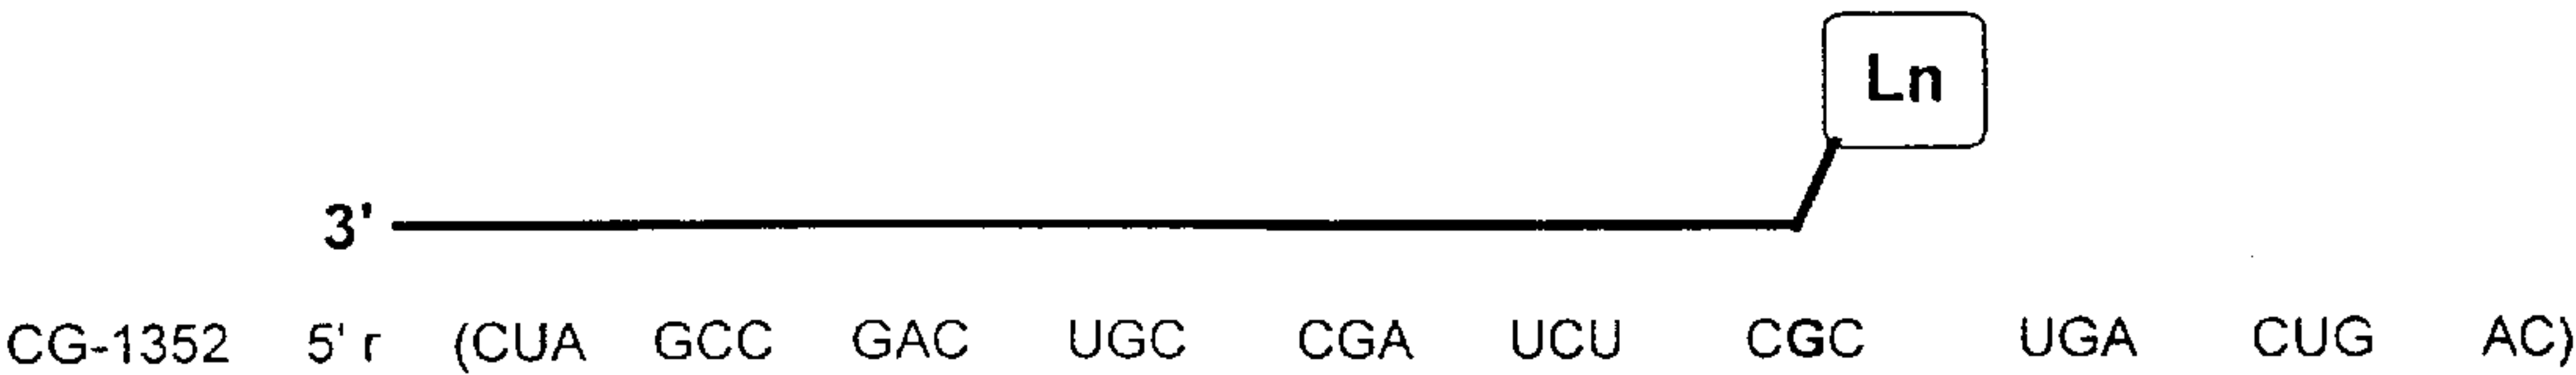 Ln
3'
CG-1352 5' r (CUA GCC GAC UGC CGA UCU CGC UGA CUG AC)